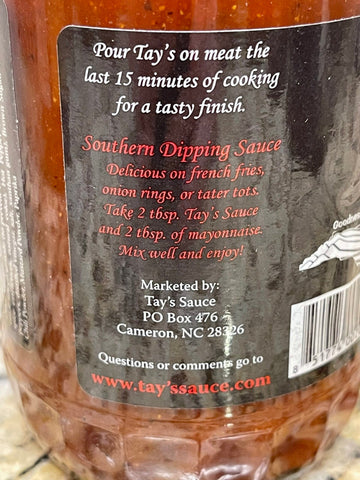 Pour Tay's on meat the
last 15 minutes of cooking
for a tasty finish.
Southern Dipping Sauce
Delicious on french fries,
onion rings, or tater tots.
Take 2 tbsp. Tay's Sauce
and 2 tbsp. of mayonnaise.
Mix well and enjoy!
Marketed by:
Tay's Sauce
PO Box 476
Cameron, NC 28326
Questions or comments go to
www.tay'ssauce.com